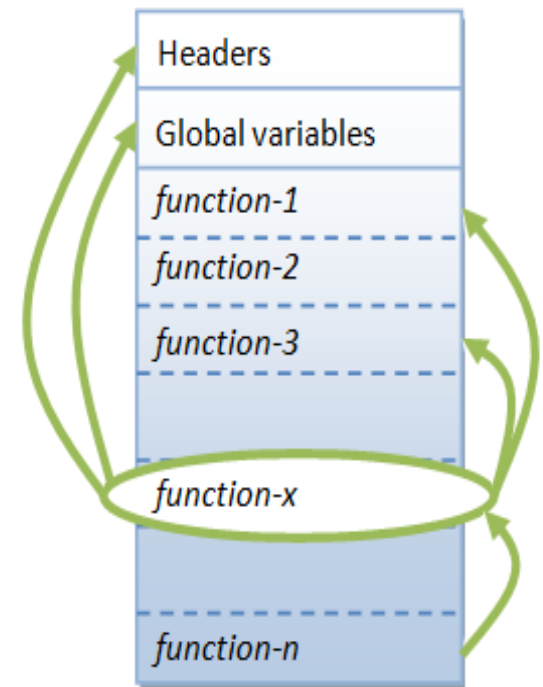 Headers
Global variables
function-1
function-2
function-3
function-x
function-n